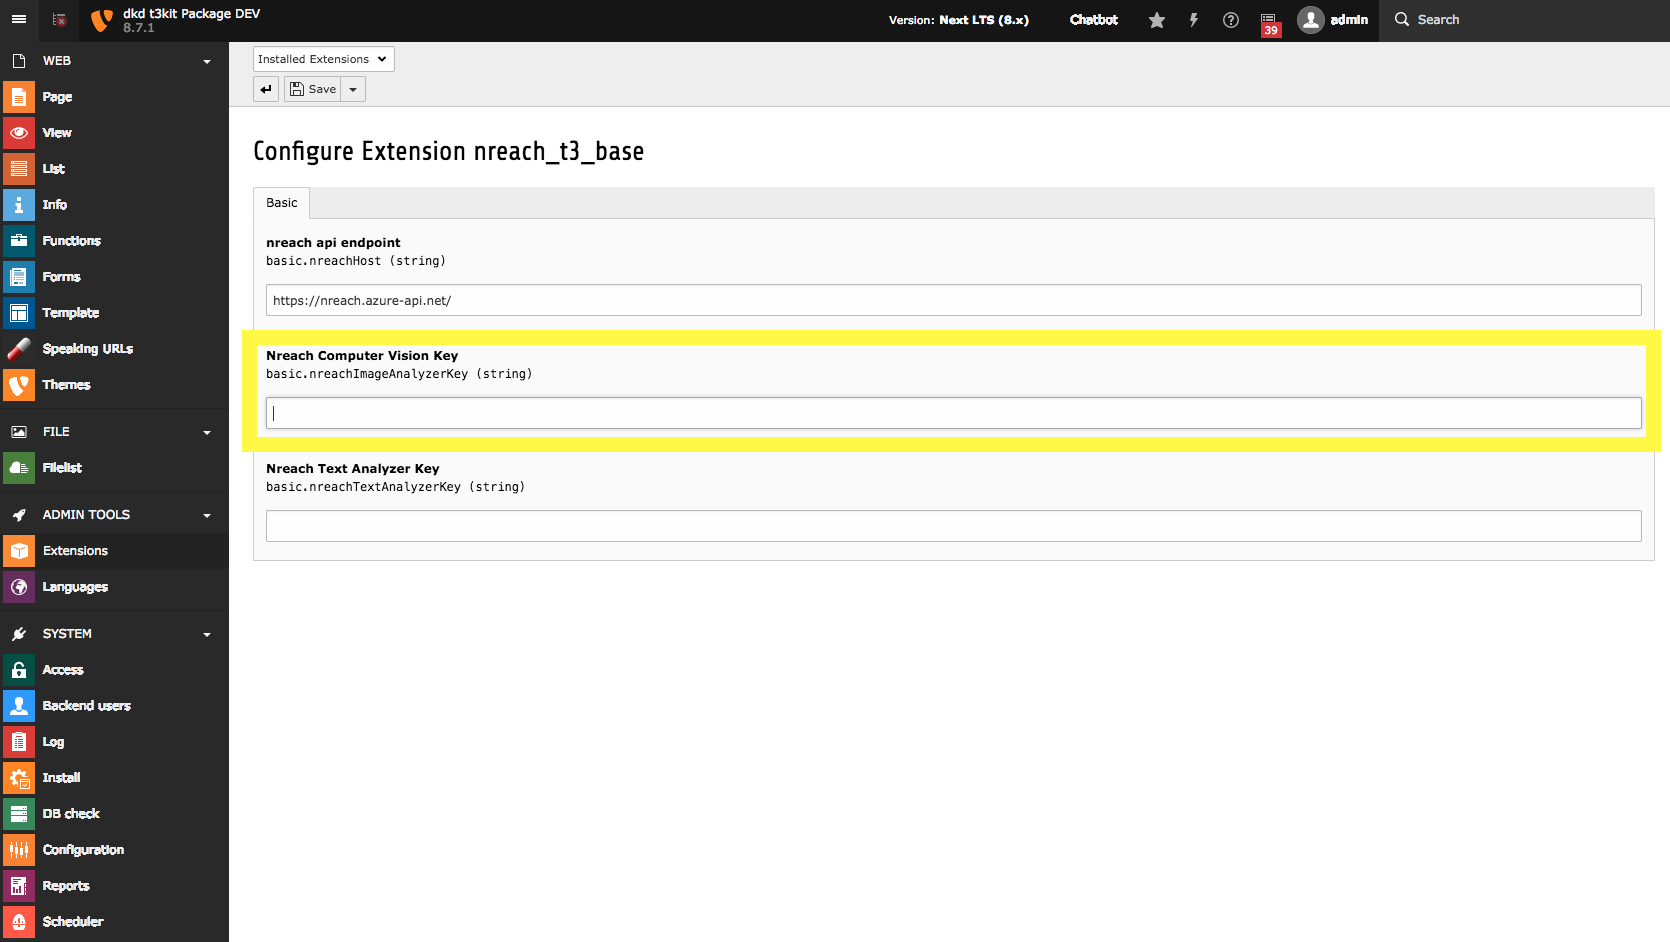 dkd t3kit Package DEV
8.7.1
Version: Next LTS (8.x)
Chatbot
39
admin
Search
WEB
Page
View
List
Info
Functions
Forms
Template
Speaking URLs
Themes
FILE
Filelist
ADMIN TOOLS
Extensions
Languages
SYSTEM
Access
Backend users
Log
Install
DB check
Configuration
Reports
Scheduler
Installed Extensions
Save
Configure Extension nreach_t3_base
Basic
nreach api endpoint
basic.nreachHost (string)
https://nreach.azure-api.net/
Nreach Computer Vision Key
basic.nreachImageAnalyzerKey (string)
Nreach Text Analyzer Key
basic.nreachTextAnalyzerKey (string)